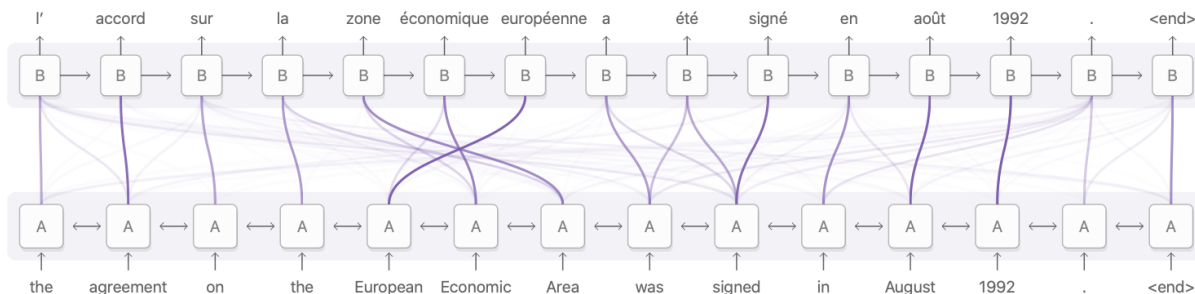 l' accord sur la zone économique européenne a été signé en août 1992 . <end>
B B B B B B B B B B B B B B B
A A A A A A A A A A A A A A
the agreement on the European Economic Area was signed in August 1992 . <end>